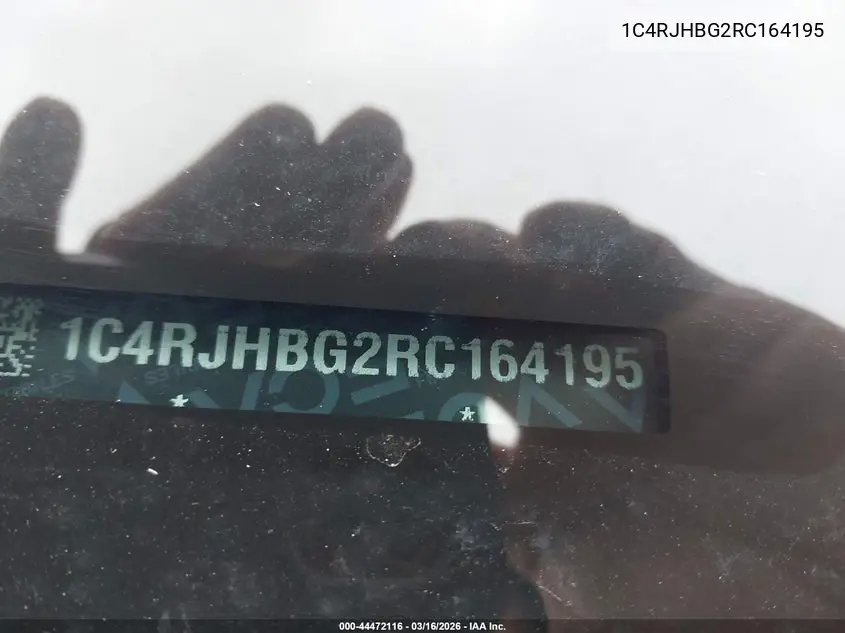 1C4RJHBG2RC164195
1C4RJHBG2RC164195
* *
000-44472116 - 03/16/2026 - IAA Inc.